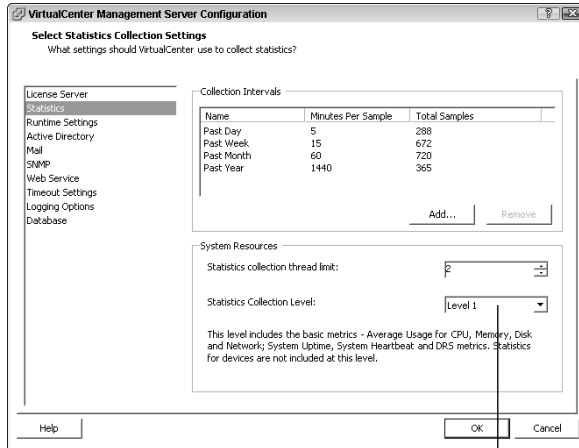 VirtualCenter Management Server Configuration
Select Statistics Collection Settings
What settings should VirtualCenter use to collect statistics?
License Server
Statistics
Runtime Settings
Active Directory
Mail
SNMP
Web Service
Timeout Settings
Logging Options
Database
Collection Intervals
Name Minutes Per Sample Total Samples
Past Day 5 288
Past Week 15 672
Past Month 60 720
Past Year 1440 365
Add... Remove
System Resources
Statistics collection thread limit: 2
Statistics Collection Level: Level 1
This level includes the basic metrics - Average Usage for CPU, Memory, Disk
and Network; System Uptime, System Heartbeat and DRS metrics. Statistics
for devices are not included at this level.
Help OK Cancel